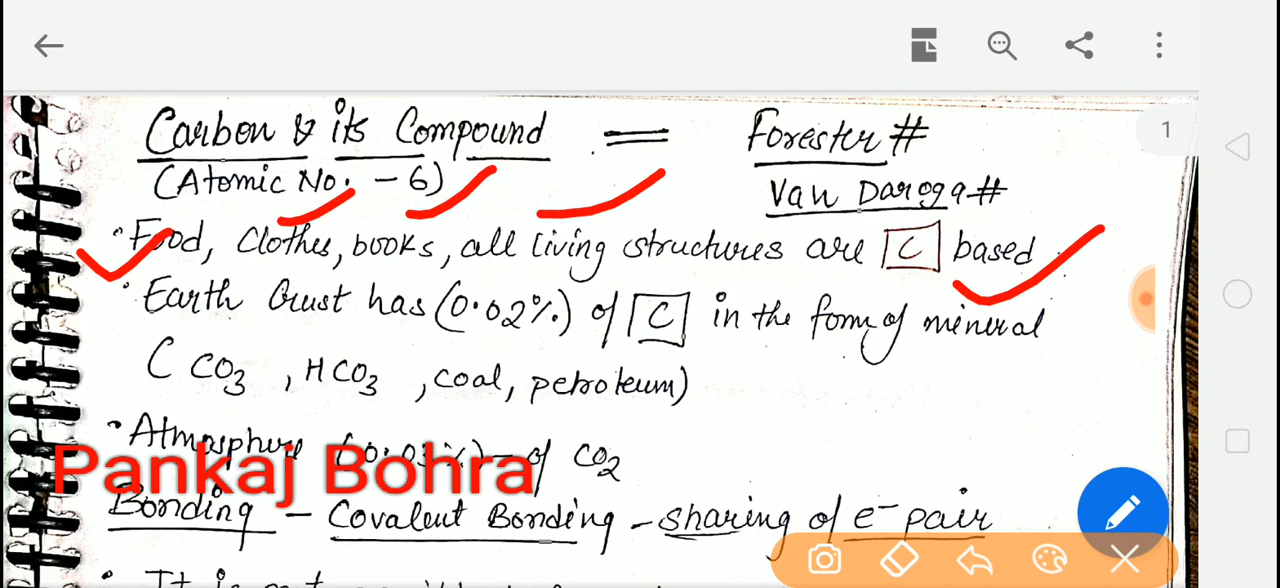 Carbon & its Compound = Forester #
(Atomic No. - 6) Van Daroga #
1
• Food, Clothes, books, all living structures are C based
• Earth Crust has (0.02%) of C in the form of mineral
( CO3 , HCO3 , coal, petroleum)
• Atmosphere (0.03%) of CO2
Pankaj Bohra
Bonding - Covalent Bonding - sharing of e- pair